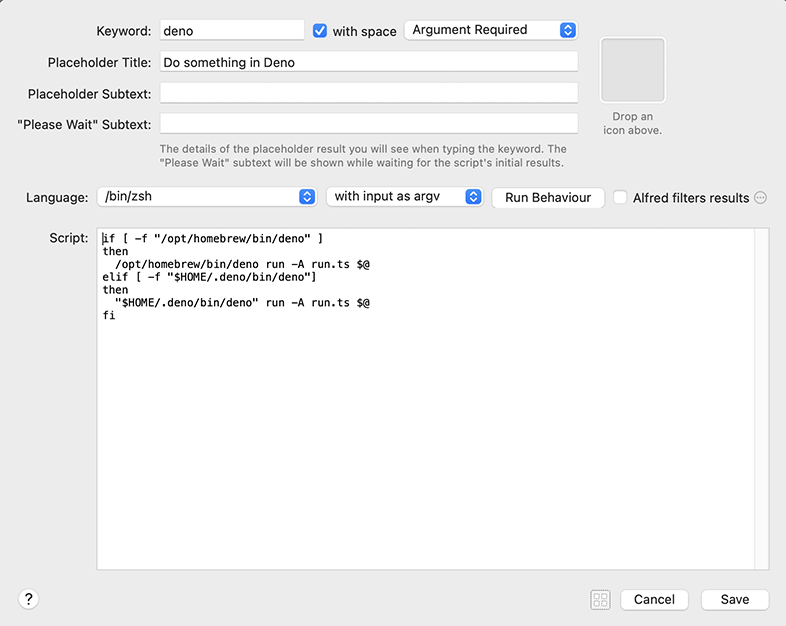 Keyword: deno with space Argument Required
Placeholder Title: Do something in Deno
Placeholder Subtext:
"Please Wait" Subtext:
Drop an
icon above.
The details of the placeholder result you will see when typing the keyword. The
"Please Wait" subtext will be shown while waiting for the script's initial results.
Language: /bin/zsh with input as argv Run Behaviour Alfred filters results
Script:
if [ -f "/opt/homebrew/bin/deno" ]
then
  /opt/homebrew/bin/deno run -A run.ts $@
elif [ -f "$HOME/.deno/bin/deno"]
then
  "$HOME/.deno/bin/deno" run -A run.ts $@
fi
? Cancel Save